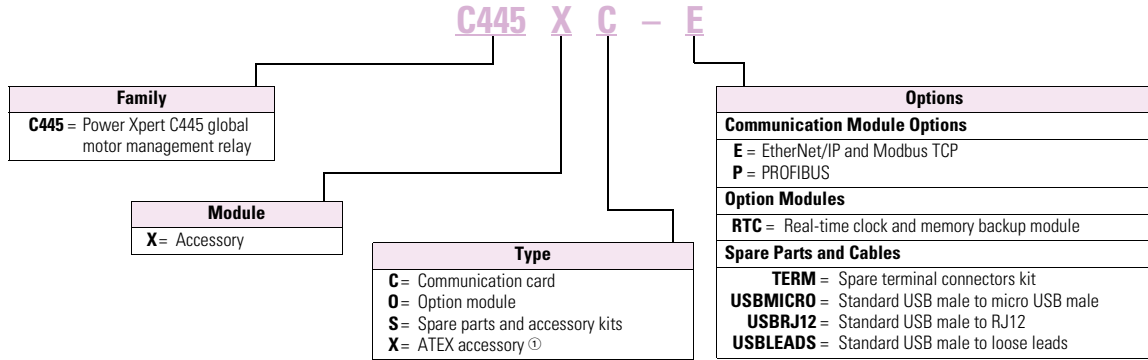 C445 X C – E
Family
C445 = Power Xpert C445 global
motor management relay
Module
X = Accessory
Type
C = Communication card
O = Option module
S = Spare parts and accessory kits
X = ATEX accessory ①
Options
Communication Module Options
E = EtherNet/IP and Modbus TCP
P = PROFIBUS
Option Modules
RTC = Real-time clock and memory backup module
Spare Parts and Cables
TERM = Spare terminal connectors kit
USBMICRO = Standard USB male to micro USB male
USBRJ12 = Standard USB male to RJ12
USBLEADS = Standard USB male to loose leads